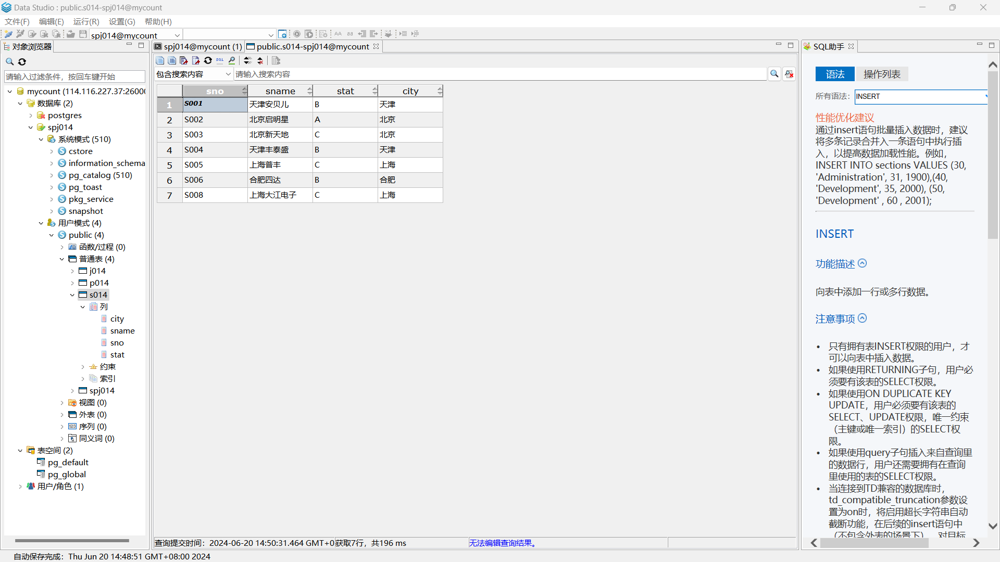 Data Studio : public.s014-spj014@mycount
文件(F) 编辑(E) 运行(R) 设置(G) 帮助(H)
spj014@mycount
对象浏览器
请输入过滤条件，按回车键开始
mycount (114.116.227.37:2600
数据库 (2)
postgres
spj014
系统模式 (510)
cstore
information_schema
pg_catalog (510)
pg_toast
pkg_service
snapshot
用户模式 (4)
public (4)
函数/过程 (0)
普通表 (4)
j014
p014
s014
列
city
sname
sno
stat
约束
索引
spj014
视图 (0)
外表 (0)
序列 (0)
同义词 (0)
表空间 (2)
pg_default
pg_global
用户/角色 (1)
spj014@mycount (1) public.s014-spj014@mycount
包含搜索内容 请输入搜索内容
sno sname stat city
1 S001 天津安贝儿 B 天津
2 S002 北京启明星 A 北京
3 S003 北京新天地 C 北京
4 S004 天津丰泰盛 B 天津
5 S005 上海普丰 C 上海
6 S006 合肥四达 B 合肥
7 S008 上海大江电子 C 上海
查询提交时间：2024-06-20 14:50:31.464 GMT+0 获取7行，共196 ms 无法编辑查询结果。
SQL助手
语法 操作列表
所有语法: INSERT
性能优化建议
通过insert语句批量插入数据时，建议
将多条记录合并入一条语句中执行插
入，以提高数据加载性能。例如，
INSERT INTO sections VALUES (30,
'Administration', 31, 1900),(40,
'Development', 35, 2000), (50,
'Development' , 60 , 2001);
INSERT
功能描述
向表中添加一行或多行数据。
注意事项
• 只有拥有表INSERT权限的用户，才
可以向表中插入数据。
• 如果使用RETURNING子句，用户必
须要有该表的SELECT权限。
• 如果使用ON DUPLICATE KEY
UPDATE，用户必须要有该表的
SELECT、UPDATE权限，唯一约束
（主键或唯一索引）的SELECT权
限。
• 如果使用query子句插入来自查询里
的数据行，用户还需要拥有在查询
里使用的表的SELECT权限。
• 当连接到TD兼容的数据库时，
td_compatible_truncation参数设
置为on时，将启用超长字符串自动
截断功能，在后续的insert语句中
（不包含外表的场景下），对目标
自动保存完成：Thu Jun 20 14:48:51 GMT+08:00 2024